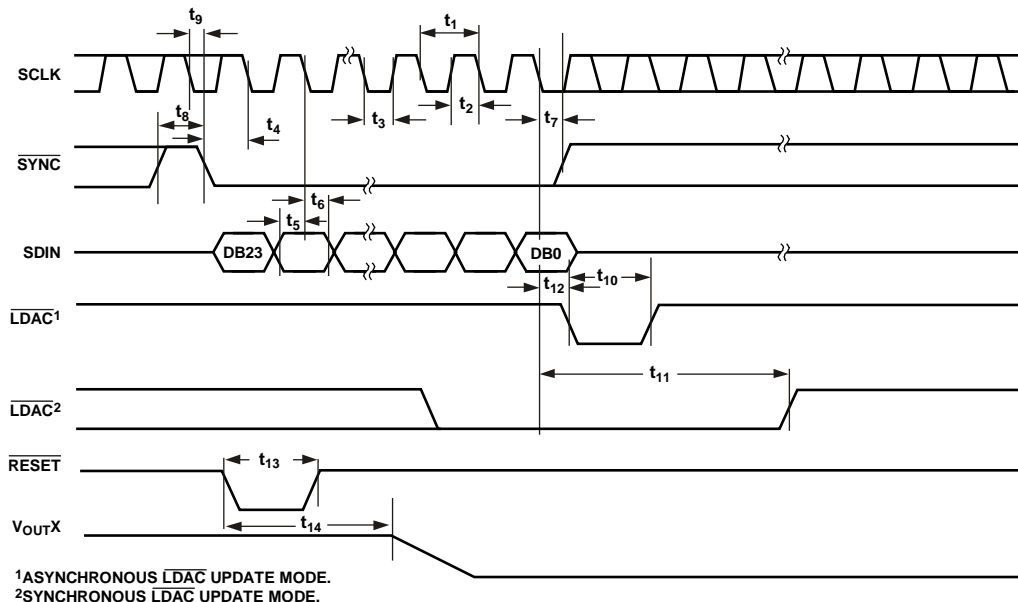 t9
t1
SCLK
t8
t4
t3
t2
t7
SYNC
t6
t5
SDIN
DB23
DB0
t12
t10
LDAC1
t11
LDAC2
RESET
t13
t14
VOUTX
1ASYNCHRONOUS LDAC UPDATE MODE.
2SYNCHRONOUS LDAC UPDATE MODE.